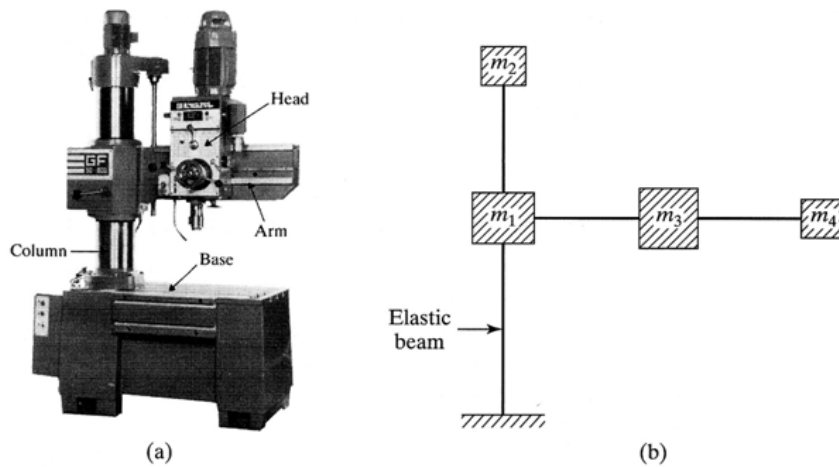 Head
GF
Arm
Column
Base
(a)
m₂
m₁
m₃
m₄
Elastic
beam
(b)